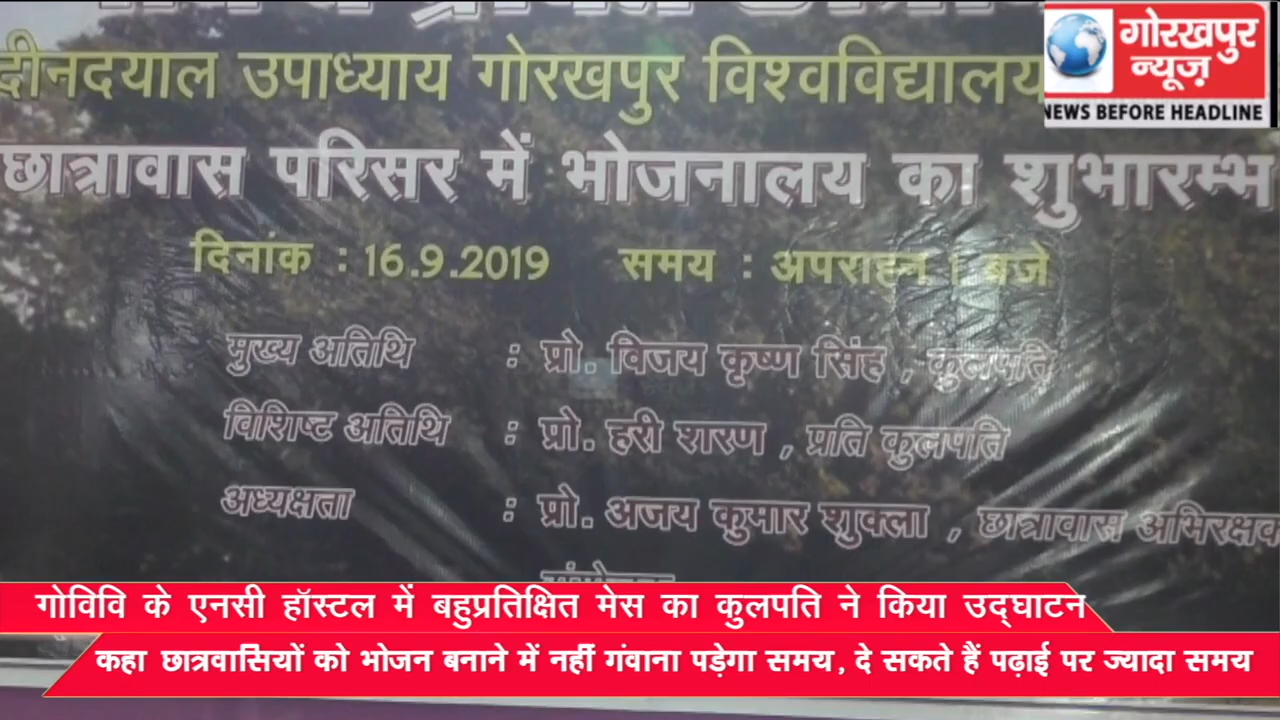 दीनदयाल उपाध्याय गोरखपुर विश्वविद्यालय
गोरखपुर
न्यूज़
NEWS BEFORE HEADLINE
छात्रावास परिसर में भोजनालय का शुभारम्भ
दिनांक : 16.9.2019 समय : अपराह्न 1 बजे
मुख्य अतिथि : प्रो. विजय कृष्ण सिंह , कुलपति
विशिष्ट अतिथि : प्रो. हरी शरण , प्रति कुलपति
अध्यक्षता : प्रो. अजय कुमार शुक्ला , छात्रावास अभिरक्षक
गोविवि के एनसी हॉस्टल में बहुप्रतिक्षित मेस का कुलपति ने किया उद्घाटन
कहा छात्रवासियों को भोजन बनाने में नहीं गंवाना पड़ेगा समय, दे सकते हैं पढ़ाई पर ज्यादा समय